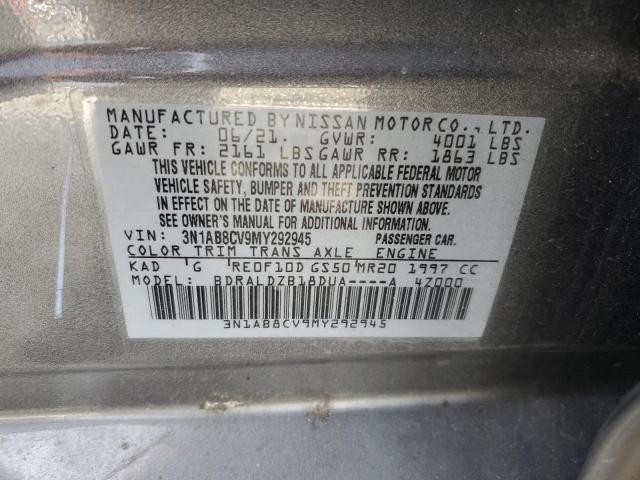 MANUFACTURED BY NISSAN MOTOR CO., LTD.
DATE: 06/21. GVWR: 4001 LBS
GAWR FR: 2161 LBS GAWR RR: 1863 LBS
THIS VEHICLE CONFORMS TO ALL APPLICABLE FEDERAL MOTOR
VEHICLE SAFETY, BUMPER AND THEFT PREVENTION STANDARDS
IN EFFECT ON THE DATE OF MANUFACTURE SHOWN ABOVE.
SEE OWNER'S MANUAL FOR ADDITIONAL INFORMATION.
VIN: 3N1AB8CV9MY292945 PASSENGER CAR.
COLOR TRIM TRANS AXLE ENGINE
KAD G RE0F10D GS50 MR20 1997 CC
MODEL: BDRALDZB18DUA----A 4Z000
3N1AB8CV9MY292945